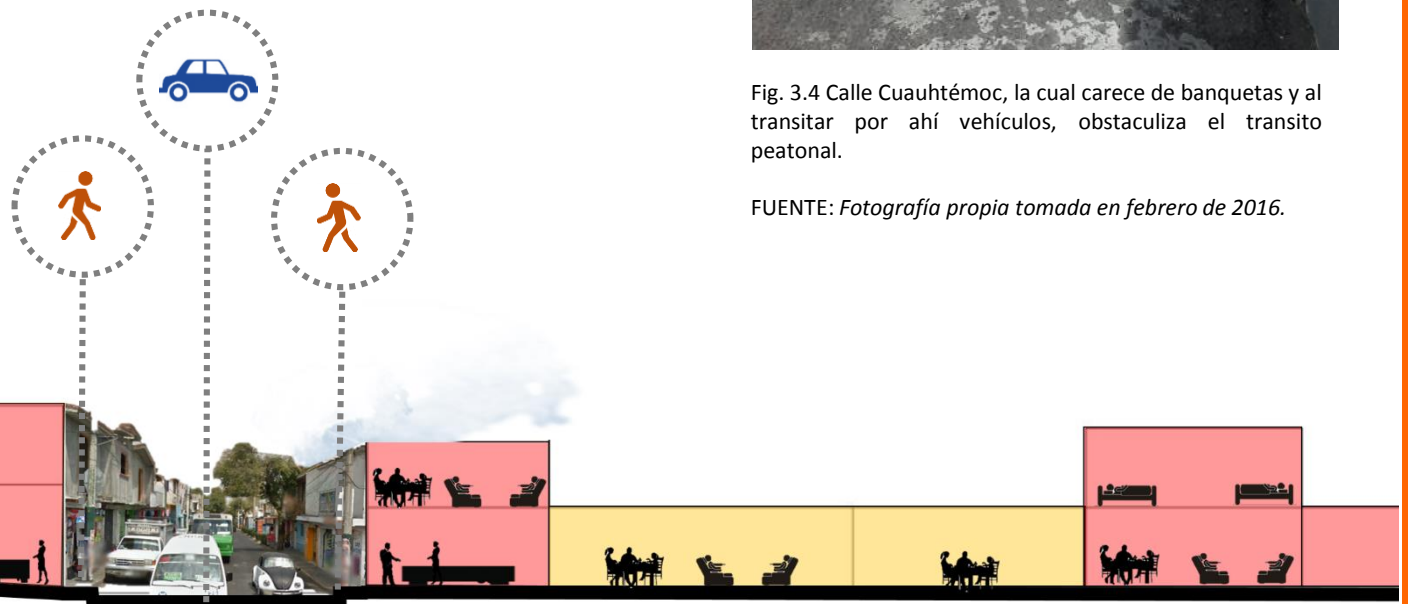 Fig. 3.4 Calle Cuauhtémoc, la cual carece de banquetas y al
transitar por ahí vehículos, obstaculiza el transito
peatonal.
FUENTE: Fotografía propia tomada en febrero de 2016.